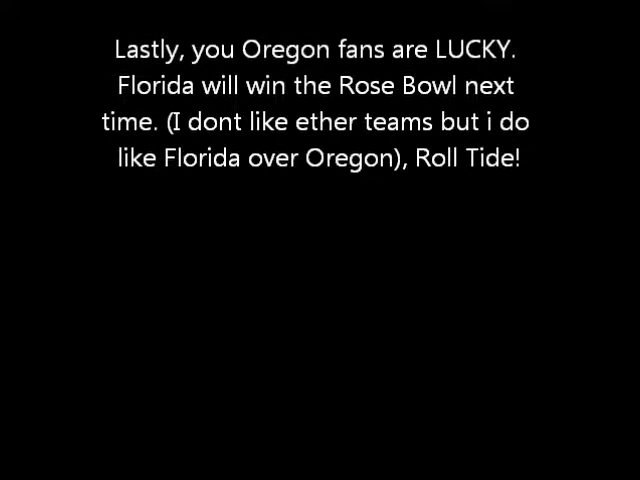 Lastly, you Oregon fans are LUCKY.
Florida will win the Rose Bowl next
time. (I dont like ether teams but i do
like Florida over Oregon), Roll Tide!